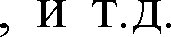 , и т.д.